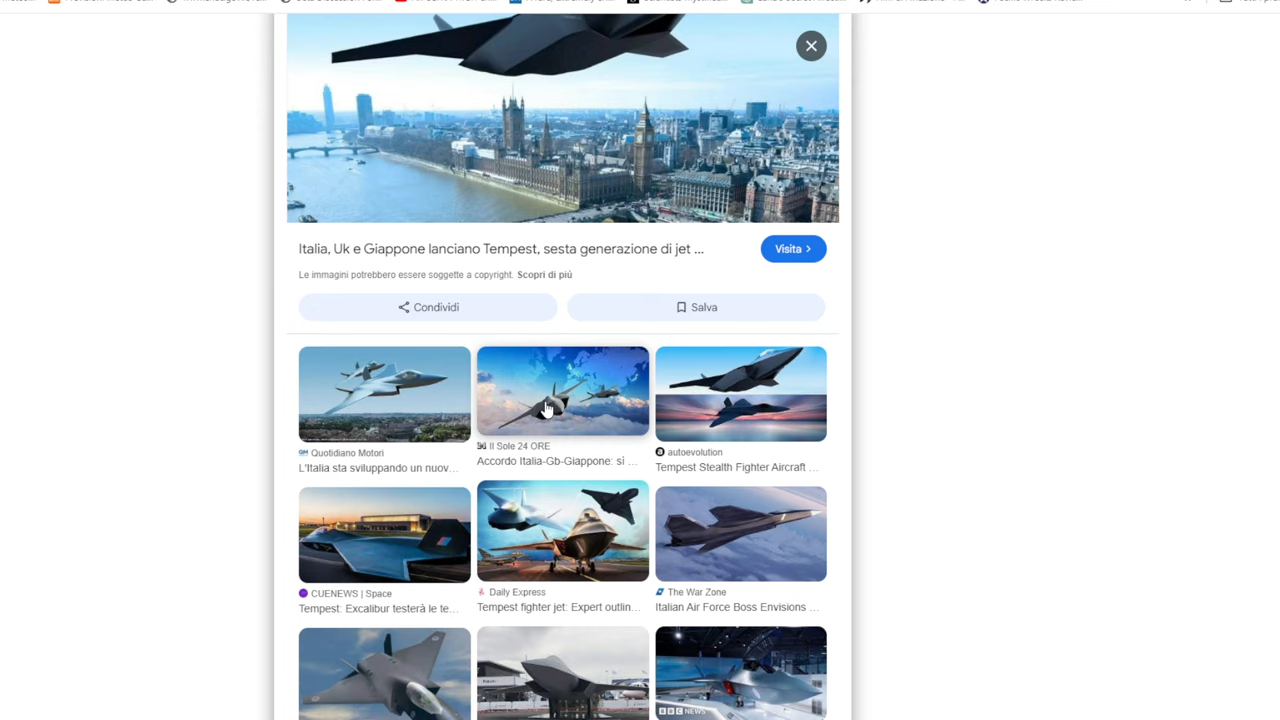 Italia, Uk e Giappone lanciano Tempest, sesta generazione di jet ...
Visita
Le immagini potrebbero essere soggette a copyright. Scopri di più
Condividi
Salva
Quotidiano Motori
L'Italia sta sviluppando un nuov...
Il Sole 24 ORE
Accordo Italia-Gb-Giappone: sì ...
autoevolution
Tempest Stealth Fighter Aircraft ...
CUENEWS | Space
Tempest: Excalibur testerà le te...
Daily Express
Tempest fighter jet: Expert outlin...
The War Zone
Italian Air Force Boss Envisions ...
BBC NEWS